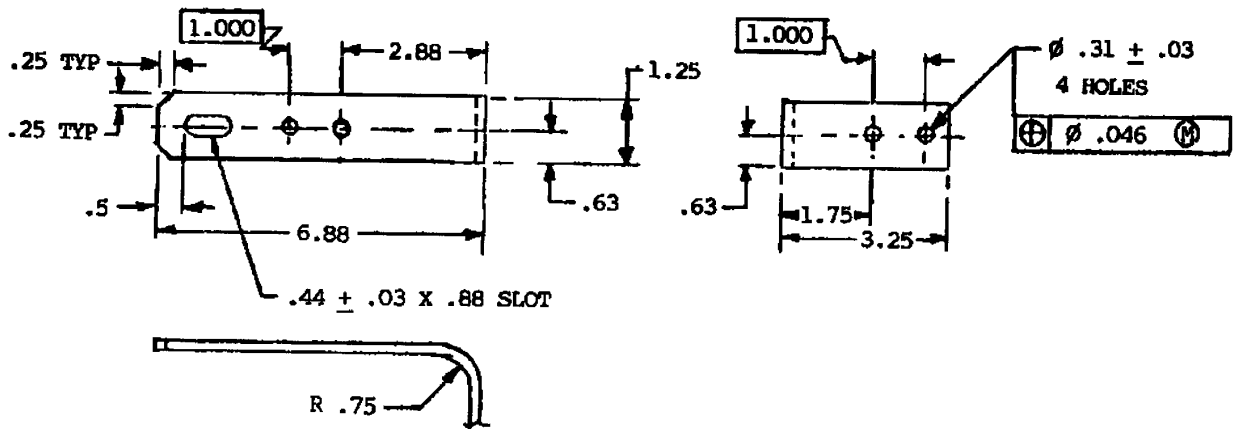 1.000
.25 TYP
2.88
1.25
.25 TYP
.63
.5
6.88
.44 ± .03 X .88 SLOT
R .75
1.000
Ø .31 ± .03
4 HOLES
Ø .046 Ⓜ
.63
1.75
3.25